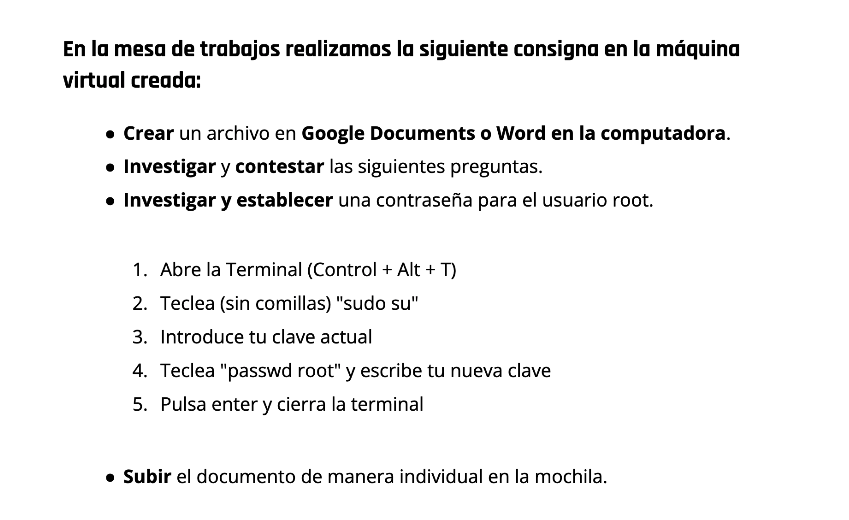 En la mesa de trabajos realizamos la siguiente consigna en la máquina
virtual creada:
● Crear un archivo en Google Documents o Word en la computadora.
● Investigar y contestar las siguientes preguntas.
● Investigar y establecer una contraseña para el usuario root.
1. Abre la Terminal (Control + Alt + T)
2. Teclea (sin comillas) "sudo su"
3. Introduce tu clave actual
4. Teclea "passwd root" y escribe tu nueva clave
5. Pulsa enter y cierra la terminal
● Subir el documento de manera individual en la mochila.